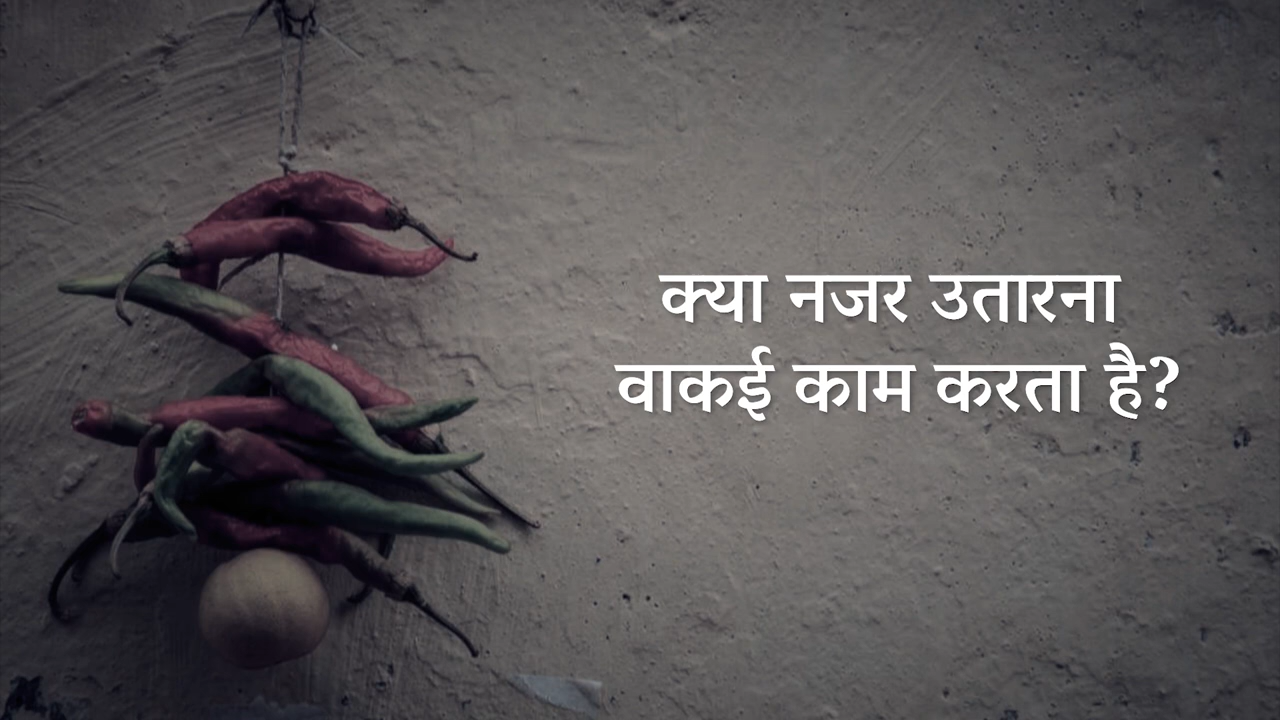 क्या नजर उतारना
वाकई काम करता है?